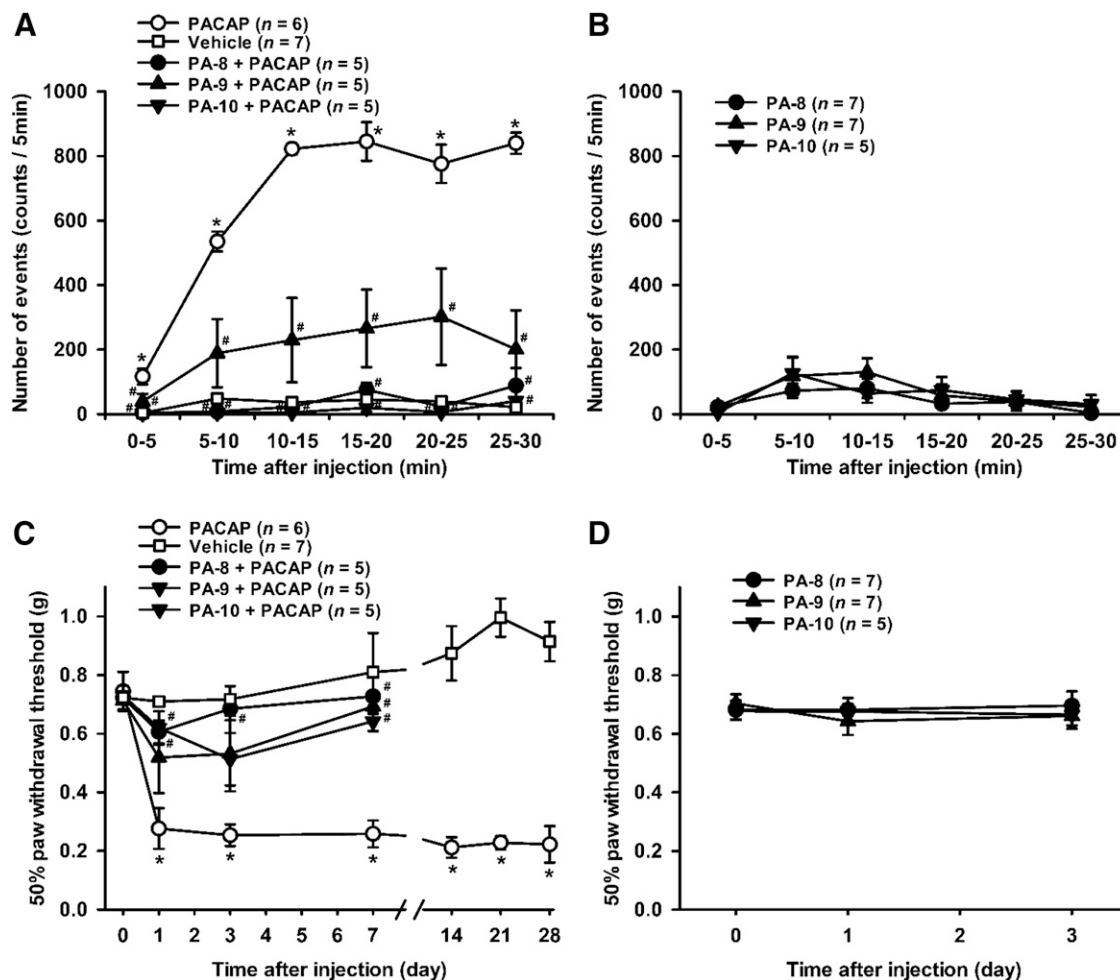 A
PACAP (n = 6)
Vehicle (n = 7)
PA-8 + PACAP (n = 5)
PA-9 + PACAP (n = 5)
PA-10 + PACAP (n = 5)
Number of events (counts / 5min)
1000
800
600
400
200
0
* * * * * *
# # # # # #
# # # # # #
# # # # # #
0-5 5-10 10-15 15-20 20-25 25-30
Time after injection (min)
B
PA-8 (n = 7)
PA-9 (n = 7)
PA-10 (n = 5)
Number of events (counts / 5min)
1000
800
600
400
200
0
0-5 5-10 10-15 15-20 20-25 25-30
Time after injection (min)
C
PACAP (n = 6)
Vehicle (n = 7)
PA-8 + PACAP (n = 5)
PA-9 + PACAP (n = 5)
PA-10 + PACAP (n = 5)
50% paw withdrawal threshold (g)
1.0
0.8
0.6
0.4
0.2
0.0
# # #
# #
#
* * * * * *
0 1 2 3 4 5 6 7 14 21 28
Time after injection (day)
D
PA-8 (n = 7)
PA-9 (n = 7)
PA-10 (n = 5)
50% paw withdrawal threshold (g)
1.0
0.8
0.6
0.4
0.2
0.0
0 1 2 3
Time after injection (day)